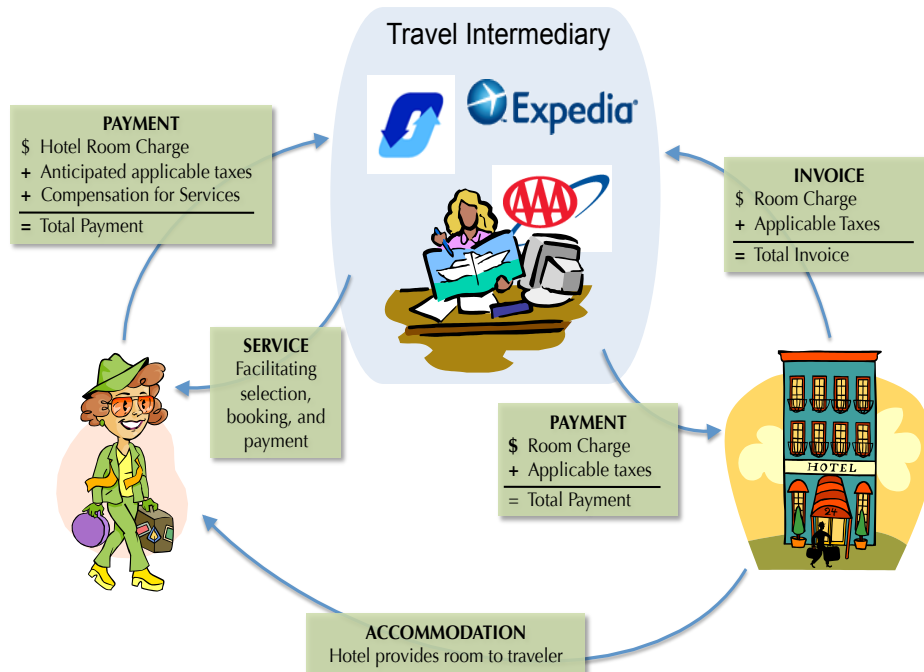 Travel Intermediary
Expedia®
AAA
PAYMENT
$ Hotel Room Charge
+ Anticipated applicable taxes
+ Compensation for Services
= Total Payment
INVOICE
$ Room Charge
+ Applicable Taxes
= Total Invoice
SERVICE
Facilitating
selection,
booking, and
payment
PAYMENT
$ Room Charge
+ Applicable taxes
= Total Payment
HOTEL
24
ACCOMMODATION
Hotel provides room to traveler